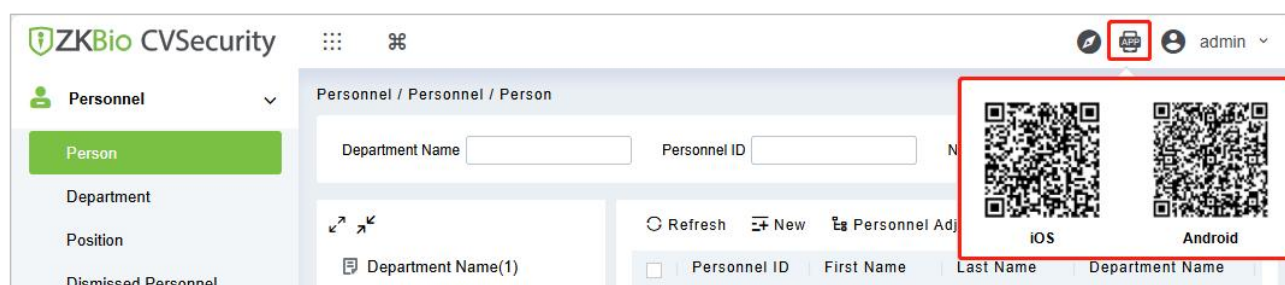 ZKBio CVSecurity
APP
admin
Personnel
Person
Department
Position
Dismissed Personnel
Personnel / Personnel / Person
Department Name
Personnel ID
N
Refresh New Personnel Adj
Department Name(1)
Personnel ID First Name Last Name Department Name
iOS Android